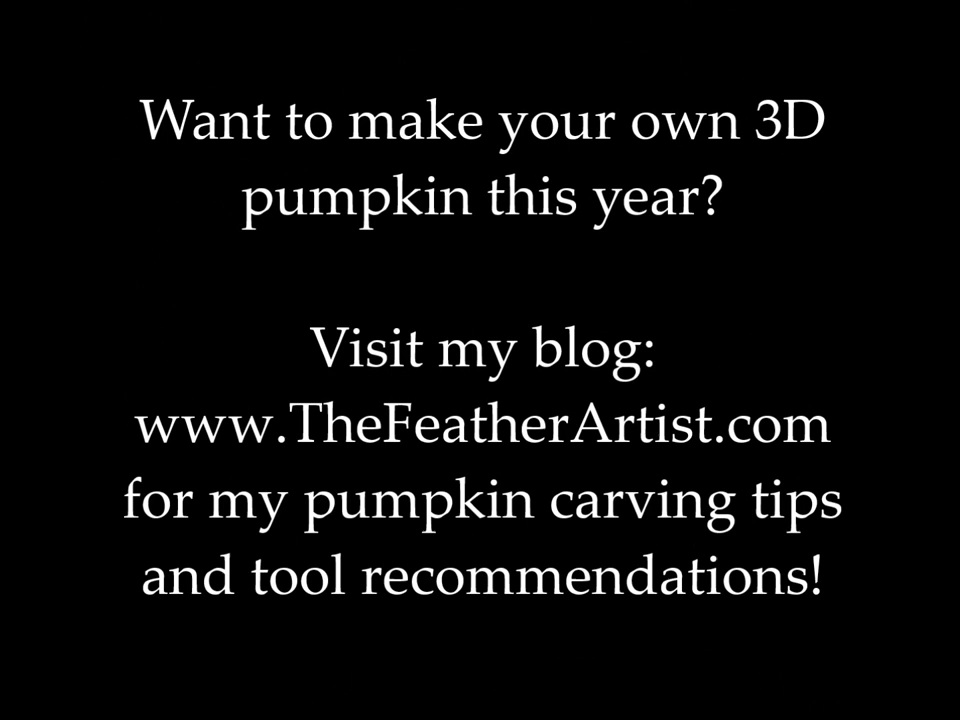 Want to make your own 3D
pumpkin this year?
Visit my blog:
www.TheFeatherArtist.com
for my pumpkin carving tips
and tool recommendations!